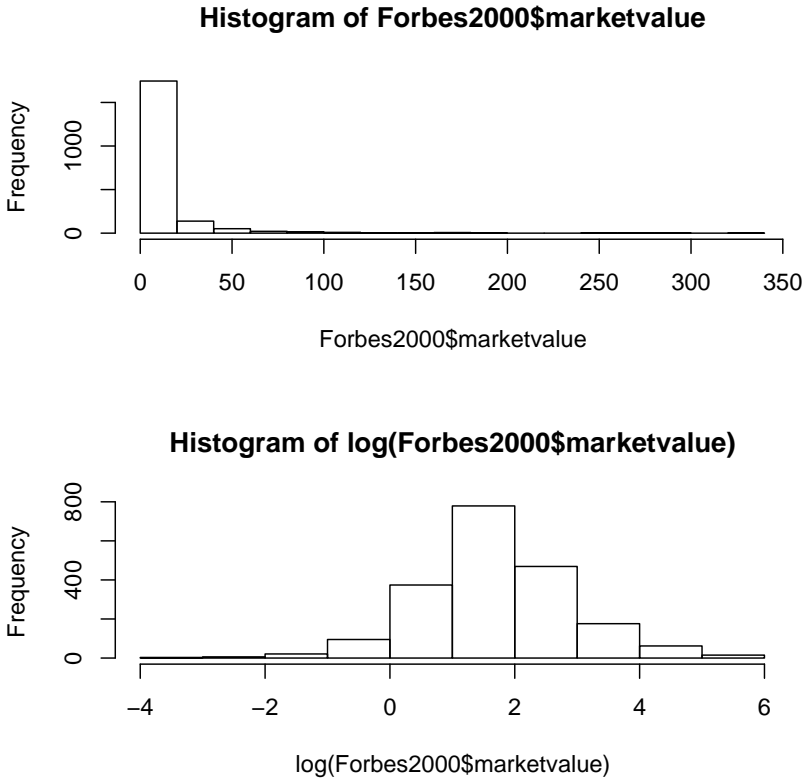 Histogram of Forbes2000$marketvalue
Frequency
1000
0
0 50 100 150 200 250 300 350
Forbes2000$marketvalue
Histogram of log(Forbes2000$marketvalue)
Frequency
800
400
0
−4 −2 0 2 4 6
log(Forbes2000$marketvalue)